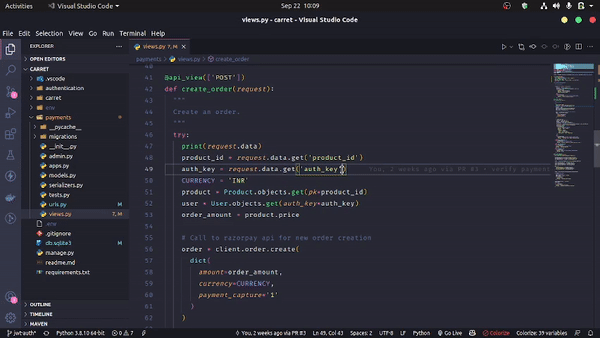 Activities
Visual Studio Code
Sep 22 10:09
views.py - carret - Visual Studio Code
File Edit Selection View Go Run Terminal Help
EXPLORER
OPEN EDITORS
CARRET
.vscode
authentication
carret
env
payments
__pycache__
migrations
__init__.py
admin.py
apps.py
models.py
serializers.py
tests.py
urls.py
views.py 7, M
.env
.gitignore
db.sqlite3
manage.py
readme.md
requirements.txt
OUTLINE
TIMELINE
MAVEN
views.py 7, M
payments > views.py > create_order
40
41 @api_view(['POST'])
42 def create_order(request):
43 """
44 Create an order.
45 """
46 try:
47 print(request.data)
48 product_id = request.data.get('product_id')
49 auth_key = request.data.get('auth_key') You, 2 weeks ago via PR #3 • verify payment
50 CURRENCY = 'INR'
51 product = Product.objects.get(pk=product_id)
52 user = User.objects.get(auth_key=auth_key)
53 order_amount = product.price
54
55 # Call to razorpay api for new order creation
56 order = client.order.create(
57 dict(
58 amount=order_amount,
59 currency=CURRENCY,
60 payment_capture='1'
61 )
62 )
jwt-auth* Python 3.8.10 64-bit 0 7 You, 2 weeks ago via PR #3 Ln 49, Col 43 Spaces: 2 UTF-8 LF Python Go Live Colorize Colorize: 39 variables